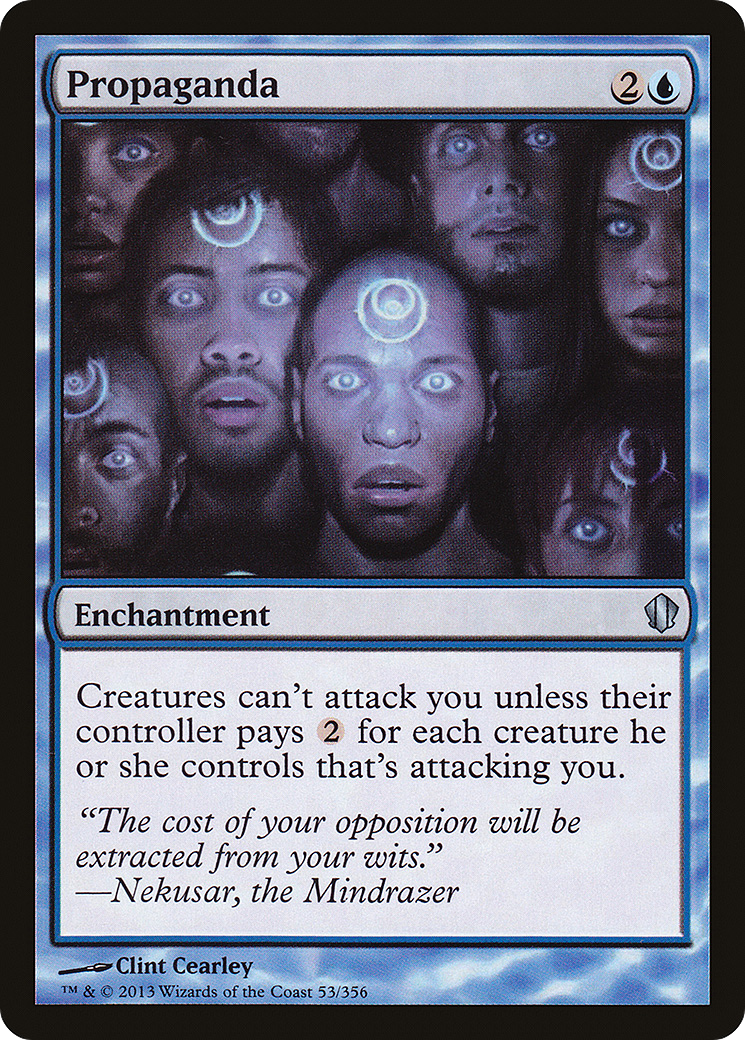 Propaganda 2
Enchantment
Creatures can't attack you unless their
controller pays 2 for each creature he
or she controls that's attacking you.
“The cost of your opposition will be
extracted from your wits.”
—Nekusar, the Mindrazer
Clint Cearley
™ & © 2013 Wizards of the Coast 53/356